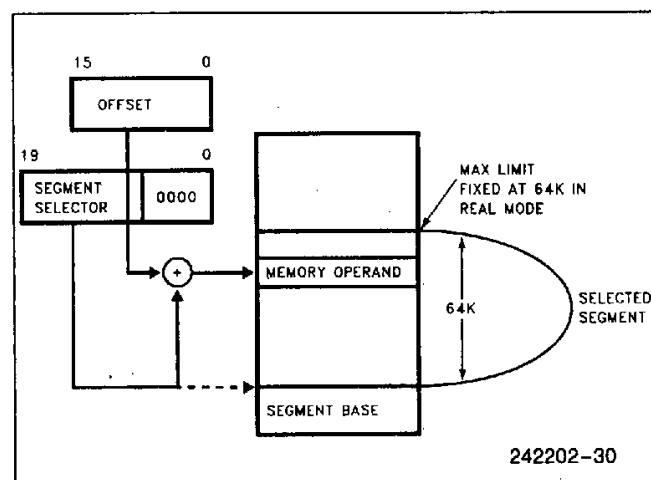 15 0
OFFSET
19 0
SEGMENT
SELECTOR
0000
+
MAX LIMIT
FIXED AT 64K IN
REAL MODE
MEMORY OPERAND
64K
SELECTED
SEGMENT
SEGMENT BASE
242202-30